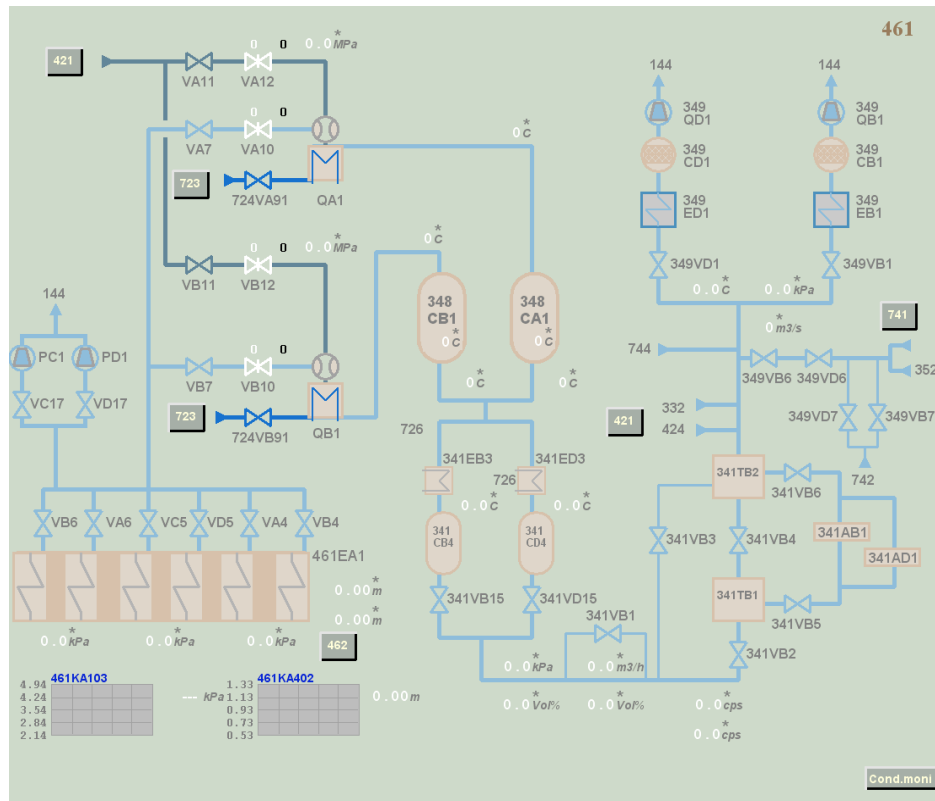 461
421
0 0 0.0 * MPa
VA11 VA12
144 144
349 QD1
349 QB1
0 0
VA7 VA10
0 * C
349 CD1
349 CB1
723
724VA91 QA1
349 ED1
349 EB1
0 * C
0 0 0.0 * MPa
VB11 VB12
349VD1 349VB1
144
348 CB1
348 CA1
0.0 * C 0.0 * kPa
0 * m3/s
741
0 * C 0 * C
PC1 PD1
0 0
VB7 VB10
744
349VB6 349VD6
352
0 * C 0 * C
VC17 VD17
723
724VB91 QB1
726
332
421
424
349VD7 349VB7
341EB3 341ED3
726
341TB2
341VB6
742
0.0 * C 0.0 * C
VB6 VA6 VC5 VD5 VA4 VB4
341 CB4
341 CD4
341VB3 341VB4
341AB1
341AD1
461EA1
0.00 * m
341VB15 341VD15
341TB1
341VB5
0.00 * m
341VB1
0.0 * kPa 0.0 * kPa 0.0 * kPa
462
341VB2
0.0 * kPa 0.0 * m3/h
461KA103
4.94
4.24
3.54
2.84
2.14
--- kPa
461KA402
1.33
1.13
0.93
0.73
0.53
0.00 m
0.0 * Vol% 0.0 * Vol% 0.0 * cps
0.0 * cps
Cond.moni